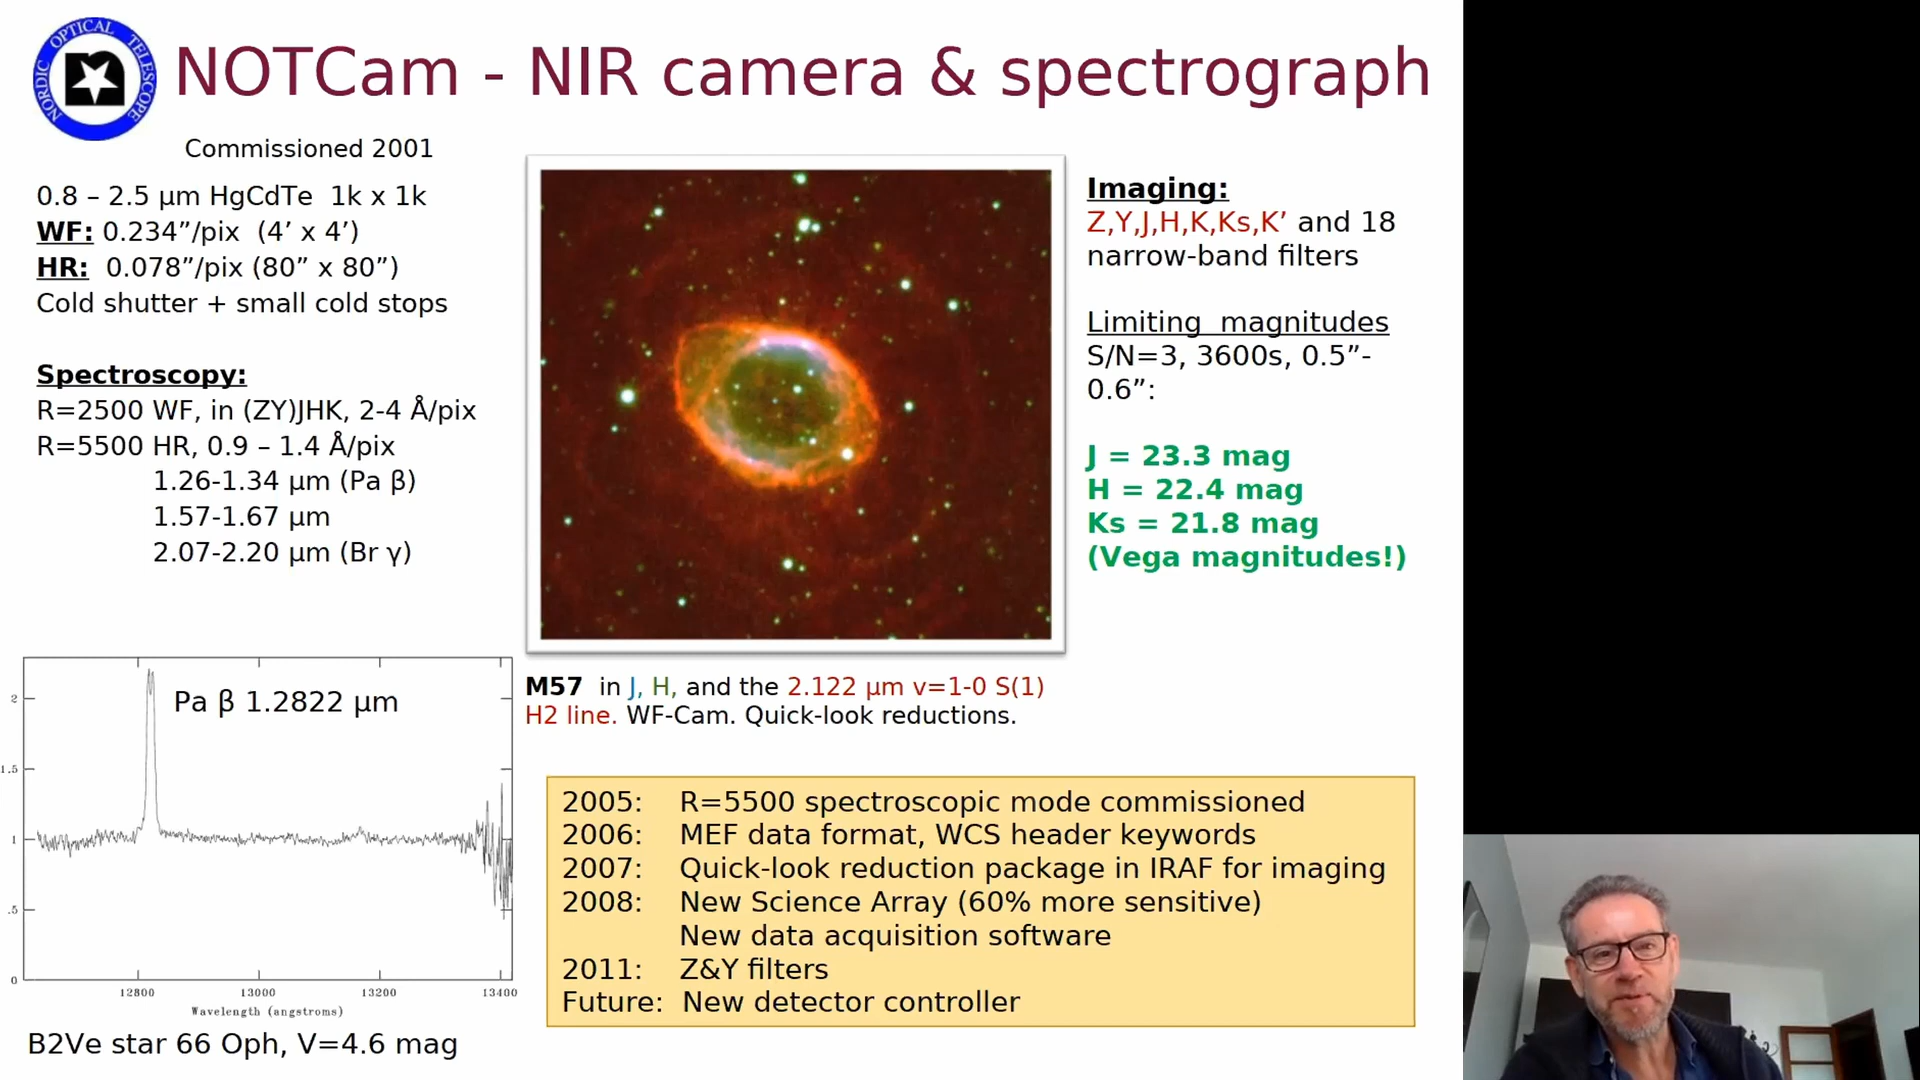 NORDIC OPTICAL TELESCOPE
NOTCam - NIR camera & spectrograph
Commissioned 2001
0.8 – 2.5 μm HgCdTe 1k x 1k
WF: 0.234”/pix (4’ x 4’)
HR: 0.078”/pix (80” x 80”)
Cold shutter + small cold stops
Spectroscopy:
R=2500 WF, in (ZY)JHK, 2-4 Å/pix
R=5500 HR, 0.9 – 1.4 Å/pix
1.26-1.34 μm (Pa β)
1.57-1.67 μm
2.07-2.20 μm (Br γ)
Imaging:
Z,Y,J,H,K,Ks,K’ and 18
narrow-band filters
Limiting magnitudes
S/N=3, 3600s, 0.5”-
0.6”:
J = 23.3 mag
H = 22.4 mag
Ks = 21.8 mag
(Vega magnitudes!)
M57 in J, H, and the 2.122 μm v=1-0 S(1)
H2 line. WF-Cam. Quick-look reductions.
Pa β 1.2822 μm
2
1.5
1
.5
0
12800 13000 13200 13400
Wavelength (angstroms)
B2Ve star 66 Oph, V=4.6 mag
2005: R=5500 spectroscopic mode commissioned
2006: MEF data format, WCS header keywords
2007: Quick-look reduction package in IRAF for imaging
2008: New Science Array (60% more sensitive)
New data acquisition software
2011: Z&Y filters
Future: New detector controller